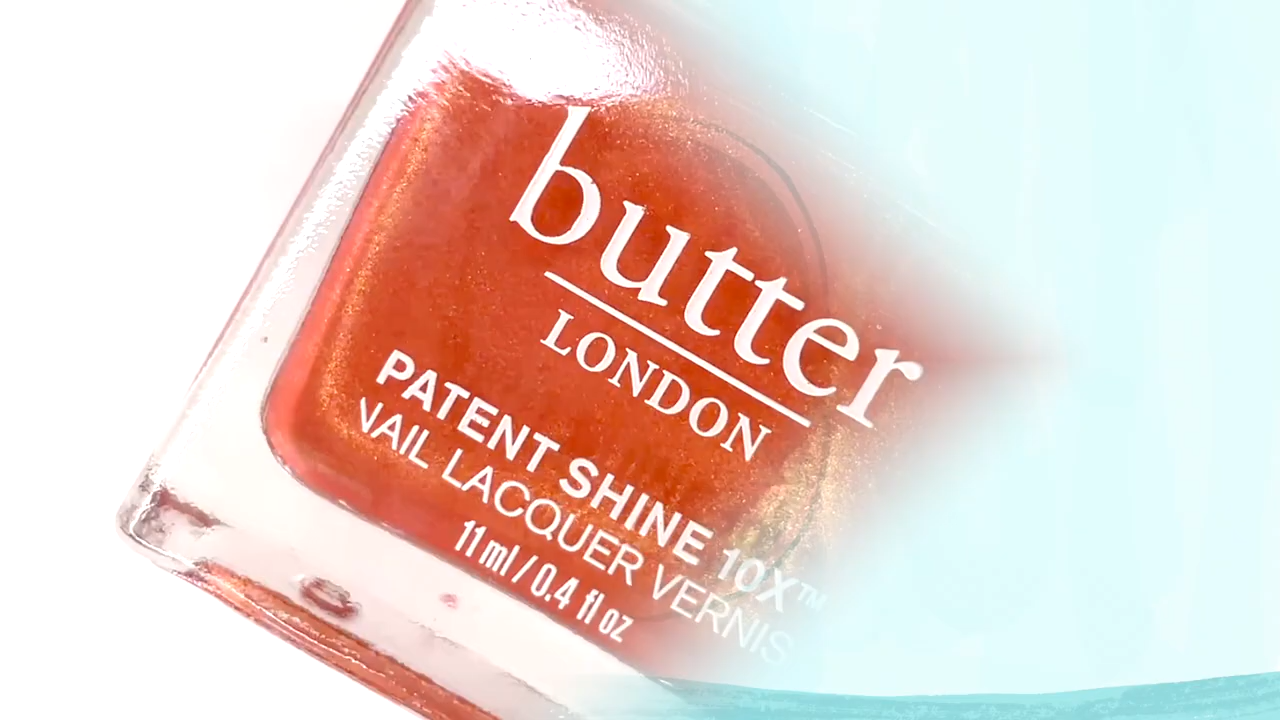 butter
LONDON
PATENT SHINE 10X™
NAIL LACQUER VERNIS
11 ml / 0.4 fl oz